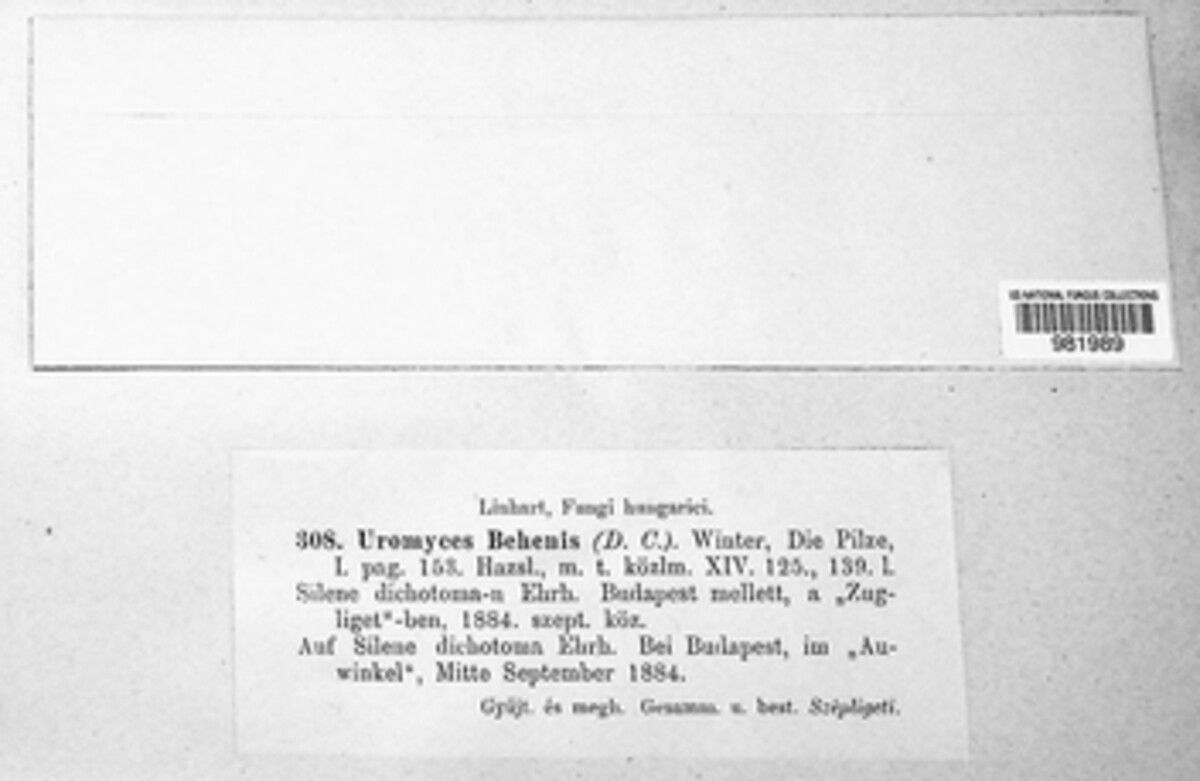 US NATIONAL FUNGUS COLLECTIONS
981989
Linhart, Fungi hungarici.
308. Uromyces Behenis (D. C.). Winter, Die Pilze,
I. pag. 153. Hazsl., m. t. közlm. XIV. 125., 139. l.
Silene dichotoma-n Ehrh. Budapest mellett, a „Zug-
liget“-ben, 1884. szept. köz.
Auf Silene dichotoma Ehrh. Bei Budapest, im „Au-
winkel“, Mitte September 1884.
Gyüjt. és megh. Gesamm. u. best. Szépligeti.